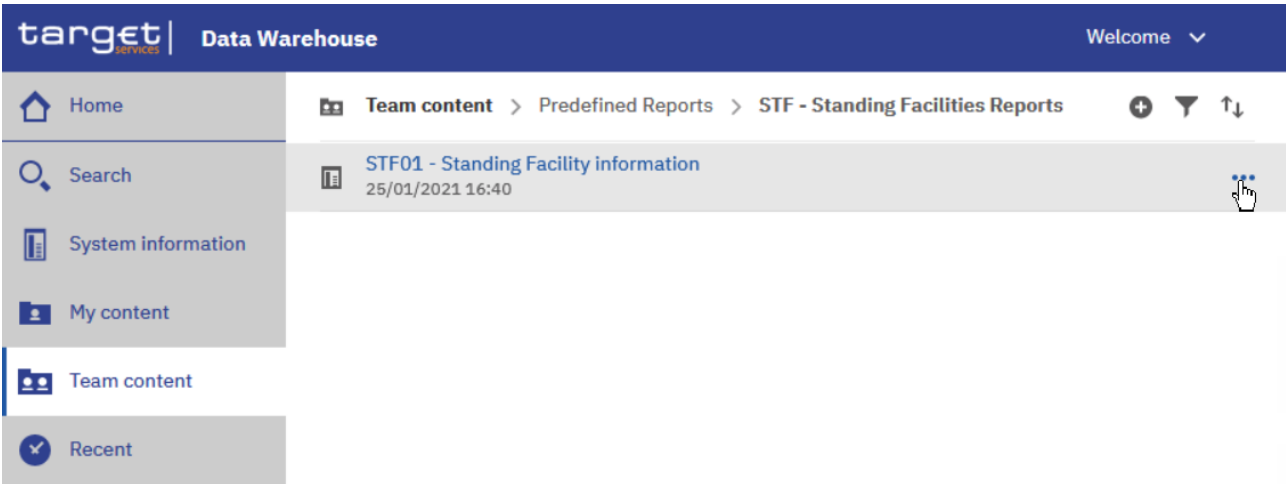 target services | Data Warehouse
Welcome
Home
Team content > Predefined Reports > STF - Standing Facilities Reports
Search
STF01 - Standing Facility information
25/01/2021 16:40
System information
My content
Team content
Recent